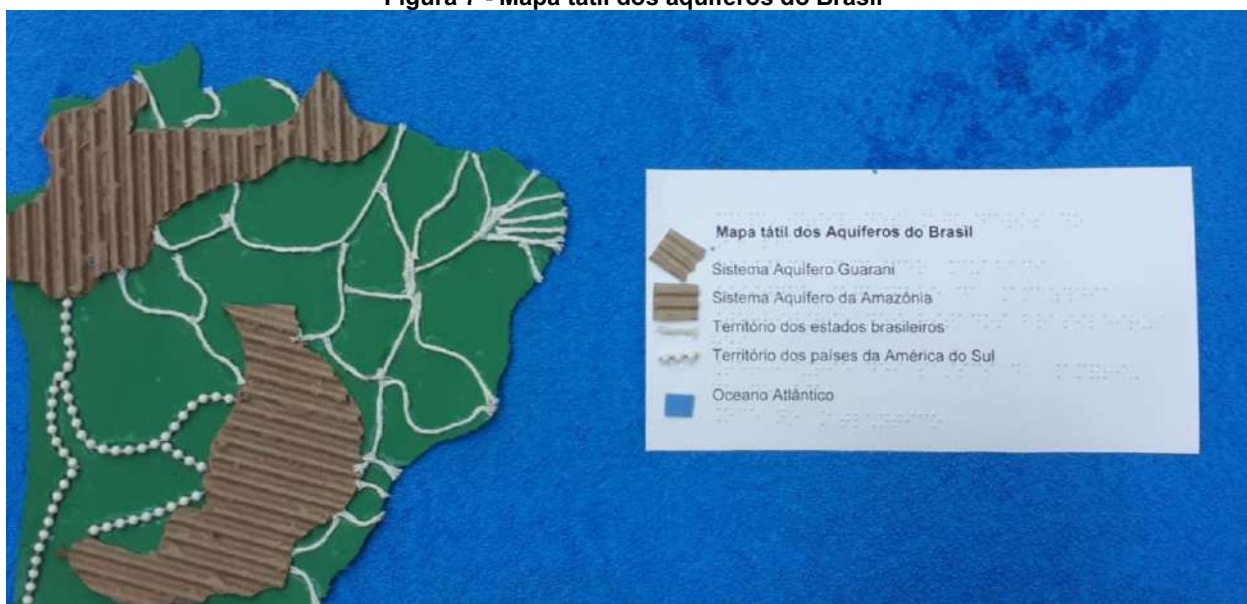 Figura 7 - Mapa tátil dos aquíferos do Brasil
Mapa tátil dos Aquíferos do Brasil
Sistema Aquífero Guarani
Sistema Aquífero da Amazônia
Território dos estados brasileiros
Território dos países da América do Sul
Oceano Atlântico